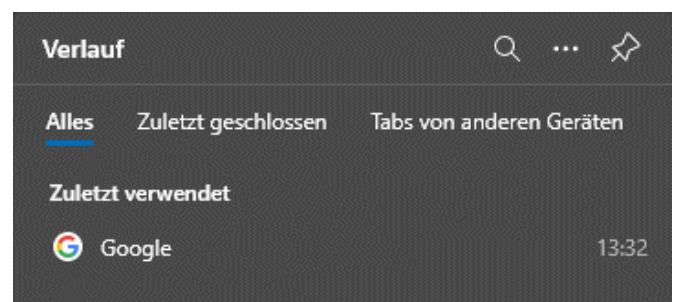 Verlauf
Alles Zuletzt geschlossen Tabs von anderen Geräten
Zuletzt verwendet
Google 13:32